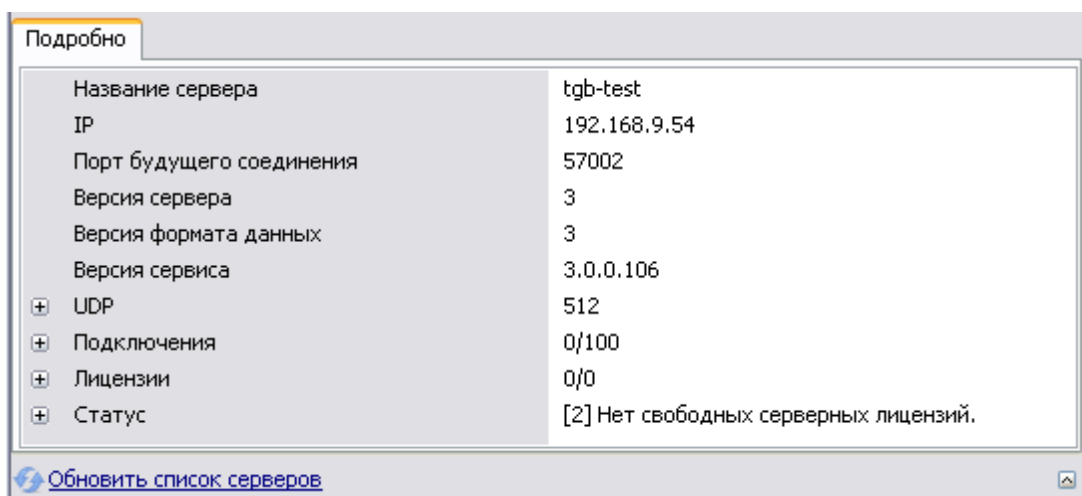 Подробно
Название сервера tgb-test
IP 192.168.9.54
Порт будущего соединения 57002
Версия сервера 3
Версия формата данных 3
Версия сервиса 3.0.0.106
UDP 512
Подключения 0/100
Лицензии 0/0
Статус [2] Нет свободных серверных лицензий.
Обновить список серверов